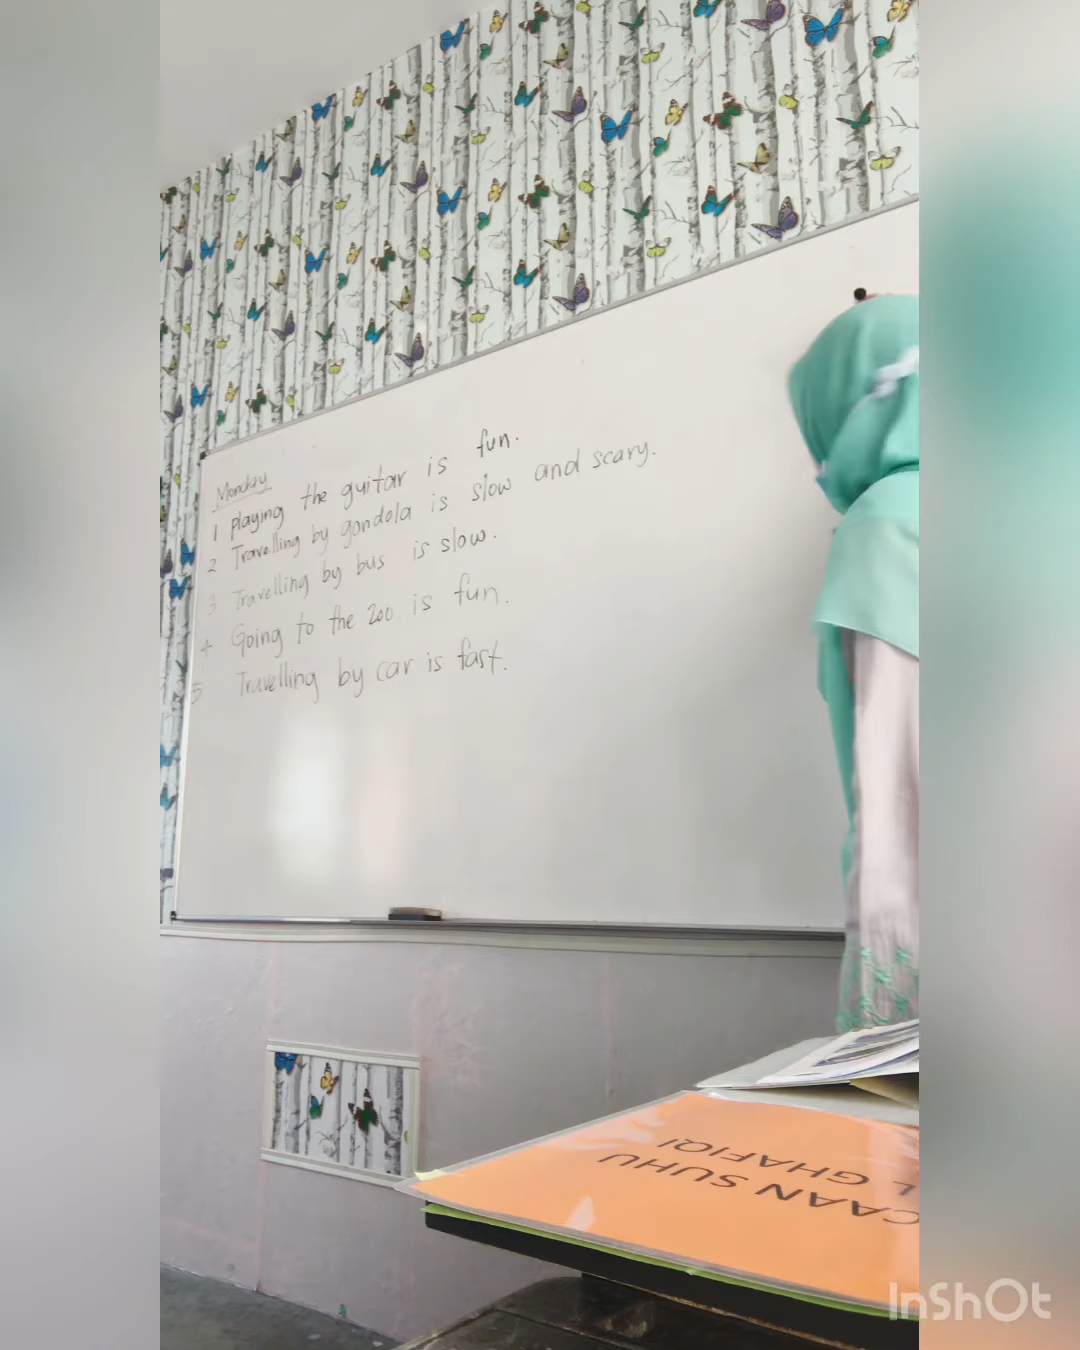 Monday
1 playing the guitar is fun.
2 Travelling by gondola is slow and scary.
3 Travelling by bus is slow.
4 Going to the zoo is fun.
5 Travelling by car is fast.
CAAN SUHU
L GHAFIQI
InShOt